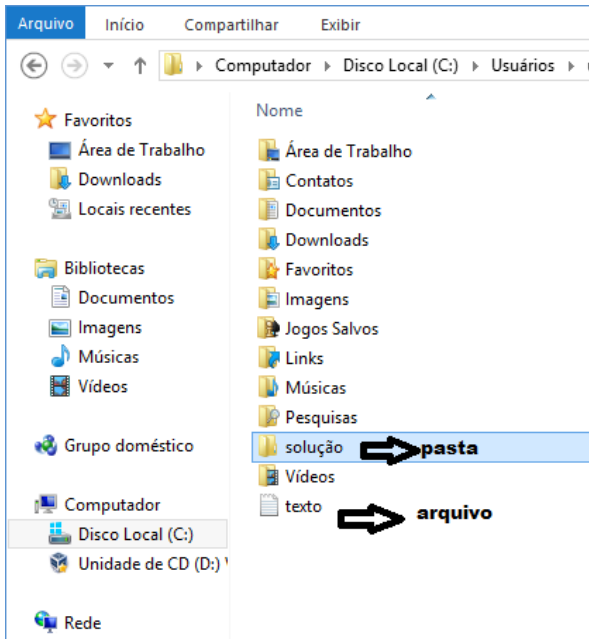 Arquivo Início Compartilhar Exibir
Computador Disco Local (C:) Usuários
Favoritos
Área de Trabalho
Downloads
Locais recentes
Bibliotecas
Documentos
Imagens
Músicas
Vídeos
Grupo doméstico
Computador
Disco Local (C:)
Unidade de CD (D:)
Rede
Nome
Área de Trabalho
Contatos
Documentos
Downloads
Favoritos
Imagens
Jogos Salvos
Links
Músicas
Pesquisas
solução pasta
Vídeos
texto arquivo